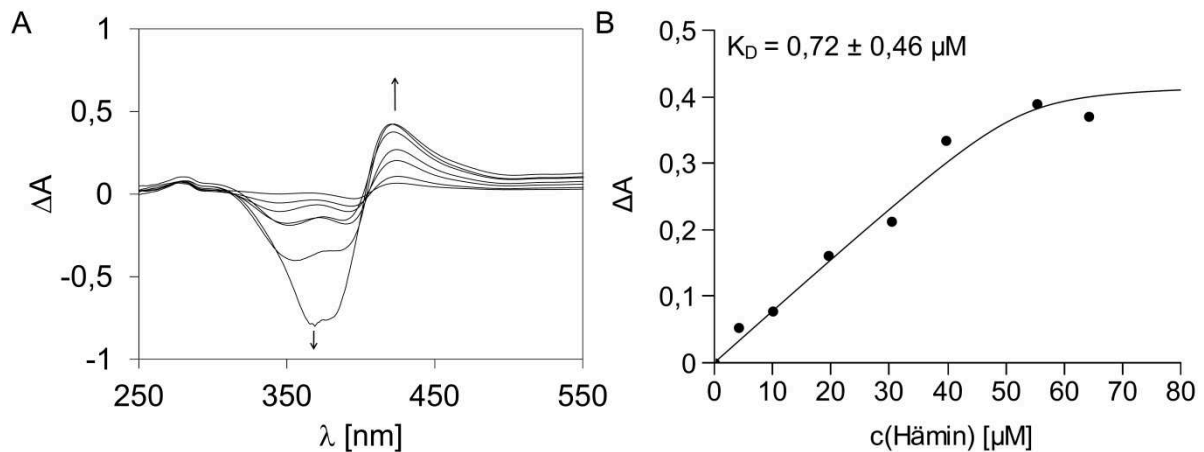 A
1
0,5
0
-0,5
-1
ΔA
250
350
450
550
λ [nm]
B
K_D = 0,72 ± 0,46 µM
0,5
0,4
0,3
0,2
0,1
0
ΔA
0 10 20 30 40 50 60 70 80
c(Hämin) [µM]